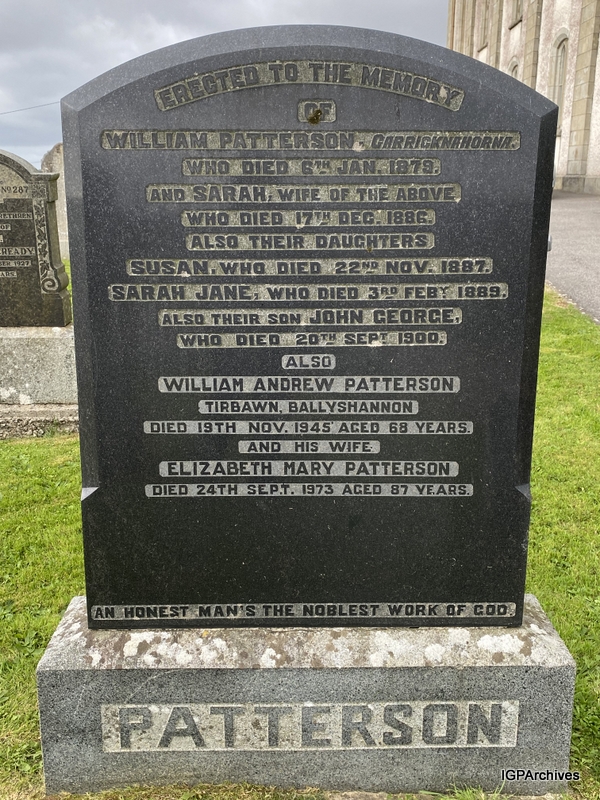 ERECTED TO THE MEMORY
OF
WILLIAM PATTERSON, CARRICKNAHORNA.
WHO DIED 6TH JAN. 1879.
AND SARAH, WIFE OF THE ABOVE,
WHO DIED 17TH DEC. 1886.
ALSO THEIR DAUGHTERS
SUSAN, WHO DIED 22ND NOV. 1887.
SARAH JANE, WHO DIED 3RD FEBY 1889.
ALSO THEIR SON JOHN GEORGE,
WHO DIED 20TH SEPT 1900.
ALSO
WILLIAM ANDREW PATTERSON
TIRBAWN, BALLYSHANNON
DIED 19TH NOV. 1945 AGED 68 YEARS.
AND HIS WIFE.
ELIZABETH MARY PATTERSON
DIED 24TH SEPT. 1973 AGED 87 YEARS.
AN HONEST MAN'S THE NOBLEST WORK OF GOD.
PATTERSON
NO 287
OF
READY
IGPArchives